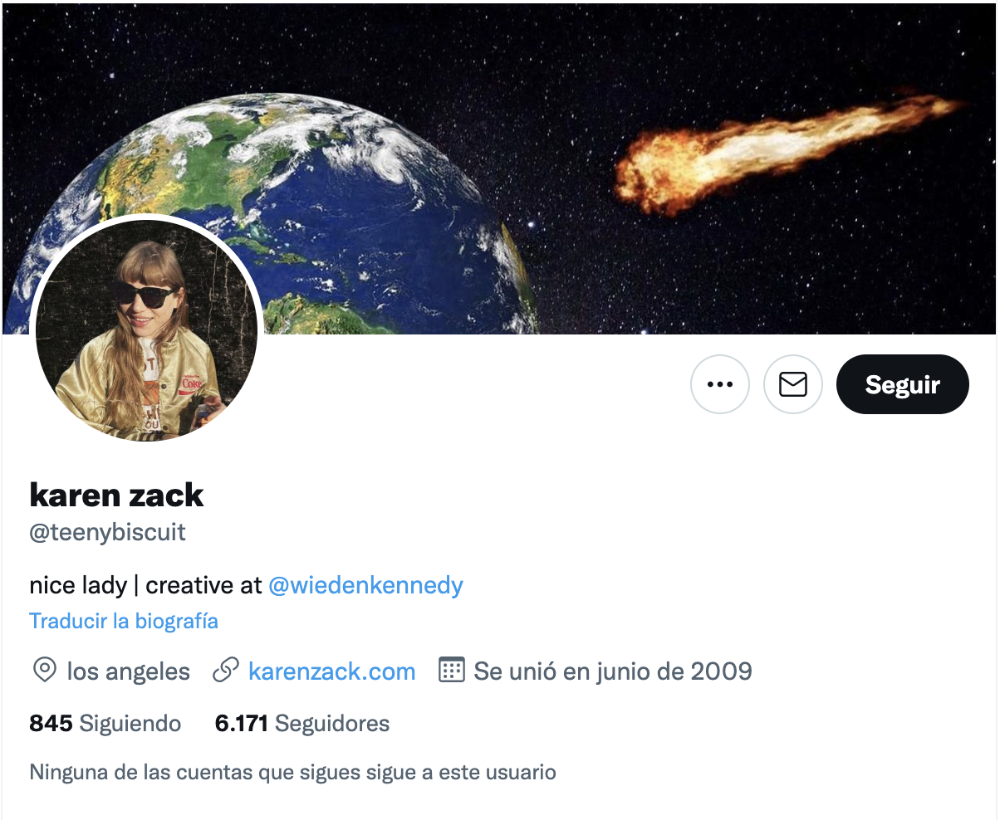 Coke
Seguir
karen zack
@teenybiscuit
nice lady | creative at @wiedenkennedy
Traducir la biografía
los angeles karenzack.com Se unió en junio de 2009
845 Siguiendo 6.171 Seguidores
Ninguna de las cuentas que sigues sigue a este usuario